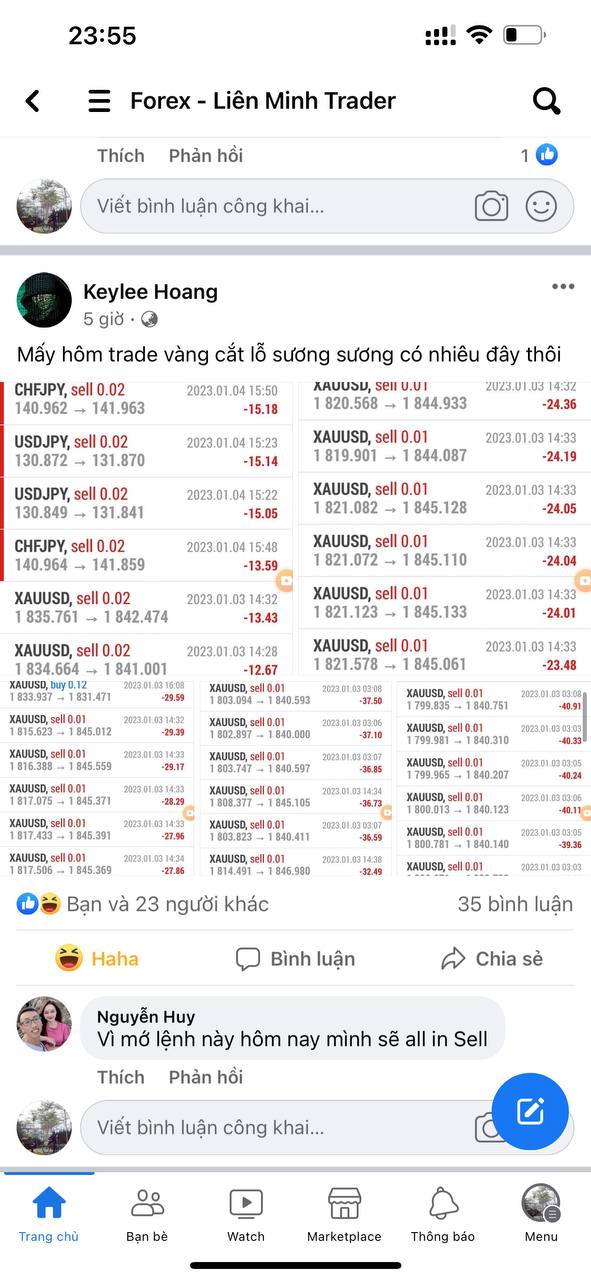 23:55
Forex - Liên Minh Trader
Thích Phản hồi 1
Viết bình luận công khai...
Keylee Hoang
5 giờ ·
Mấy hôm trade vàng cắt lỗ sương sương có nhiêu đây thôi
CHFJPY, sell 0.02 2023.01.04 15:50
140.962 → 141.963 -15.18
USDJPY, sell 0.02 2023.01.04 15:23
130.872 → 131.870 -15.14
USDJPY, sell 0.02 2023.01.04 15:22
130.849 → 131.841 -15.05
CHFJPY, sell 0.02 2023.01.04 15:48
140.964 → 141.859 -13.59
XAUUSD, sell 0.02 2023.01.03 14:32
1 835.761 → 1 842.474 -13.43
XAUUSD, sell 0.02 2023.01.03 14:28
1 834.664 → 1 841.001 -12.67
XAUUSD, sell 0.01 2023.01.03 14:32
1 820.568 → 1 844.933 -24.36
XAUUSD, sell 0.01 2023.01.03 14:33
1 819.901 → 1 844.087 -24.19
XAUUSD, sell 0.01 2023.01.03 14:33
1 821.082 → 1 845.128 -24.05
XAUUSD, sell 0.01 2023.01.03 14:33
1 821.072 → 1 845.110 -24.04
XAUUSD, sell 0.01 2023.01.03 14:33
1 821.123 → 1 845.133 -24.01
XAUUSD, sell 0.01 2023.01.03 14:33
1 821.578 → 1 845.061 -23.48
XAUUSD, buy 0.12 2023.01.03 16:08
1 833.937 → 1 831.471 -29.59
XAUUSD, sell 0.01 2023.01.03 14:32
1 815.623 → 1 845.012 -29.39
XAUUSD, sell 0.01 2023.01.03 14:33
1 816.388 → 1 845.559 -29.17
XAUUSD, sell 0.01 2023.01.03 14:33
1 817.075 → 1 845.371 -28.29
XAUUSD, sell 0.01 2023.01.03 14:33
1 817.433 → 1 845.391 -27.96
XAUUSD, sell 0.01 2023.01.03 14:34
1 817.506 → 1 845.369 -27.86
XAUUSD, sell 0.01 2023.01.03 03:08
1 803.094 → 1 840.593 -37.50
XAUUSD, sell 0.01 2023.01.03 03:06
1 802.897 → 1 840.000 -37.10
XAUUSD, sell 0.01 2023.01.03 03:07
1 803.747 → 1 840.597 -36.85
XAUUSD, sell 0.01 2023.01.03 14:34
1 808.377 → 1 845.105 -36.73
XAUUSD, sell 0.01 2023.01.03 03:07
1 803.823 → 1 840.411 -36.59
XAUUSD, sell 0.01 2023.01.03 14:38
1 814.491 → 1 846.980 -32.49
XAUUSD, sell 0.01 2023.01.03 03:08
1 799.835 → 1 840.751 -40.91
XAUUSD, sell 0.01 2023.01.03 03:03
1 799.981 → 1 840.310 -40.33
XAUUSD, sell 0.01 2023.01.03 03:05
1 799.965 → 1 840.207 -40.24
XAUUSD, sell 0.01 2023.01.03 03:06
1 800.013 → 1 840.123 -40.11
XAUUSD, sell 0.01 2023.01.03 03:05
1 800.781 → 1 840.140 -39.36
XAUUSD, sell 0.01 2023.01.03 03:03
Bạn và 23 người khác 35 bình luận
Haha Bình luận Chia sẻ
Nguyễn Huy
Vì mớ lệnh này hôm nay mình sẽ all in Sell
Thích Phản hồi
Viết bình luận công khai...
Trang chủ Bạn bè Watch Marketplace Thông báo Menu